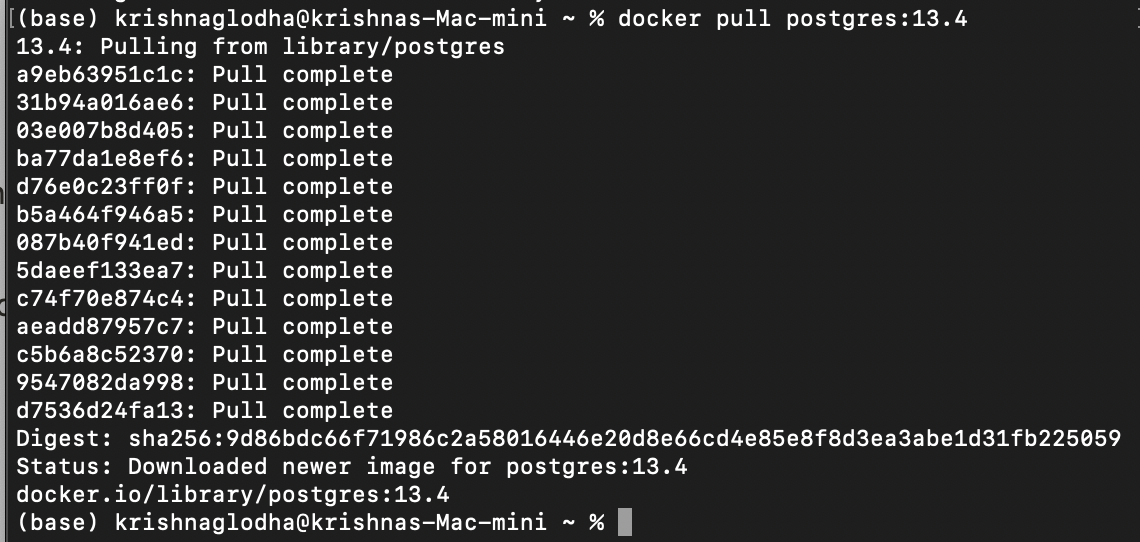 [(base) krishnaglodha@krishnas-Mac-mini ~ % docker pull postgres:13.4
13.4: Pulling from library/postgres
a9eb63951c1c: Pull complete
31b94a016ae6: Pull complete
03e007b8d405: Pull complete
ba77da1e8ef6: Pull complete
d76e0c23ff0f: Pull complete
b5a464f946a5: Pull complete
087b40f941ed: Pull complete
5daeef133ea7: Pull complete
c74f70e874c4: Pull complete
aeadd87957c7: Pull complete
c5b6a8c52370: Pull complete
9547082da998: Pull complete
d7536d24fa13: Pull complete
Digest: sha256:9d86bdc66f71986c2a58016446e20d8e66cd4e85e8f8d3ea3abe1d31fb225059
Status: Downloaded newer image for postgres:13.4
docker.io/library/postgres:13.4
(base) krishnaglodha@krishnas-Mac-mini ~ %